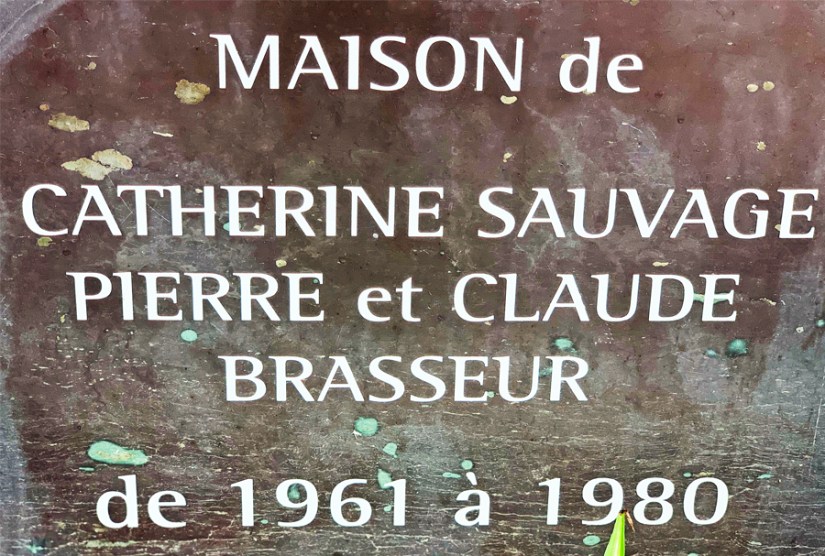 MAISON de
CATHERINE SAUVAGE
PIERRE et CLAUDE
BRASSEUR
de 1961 à 1980